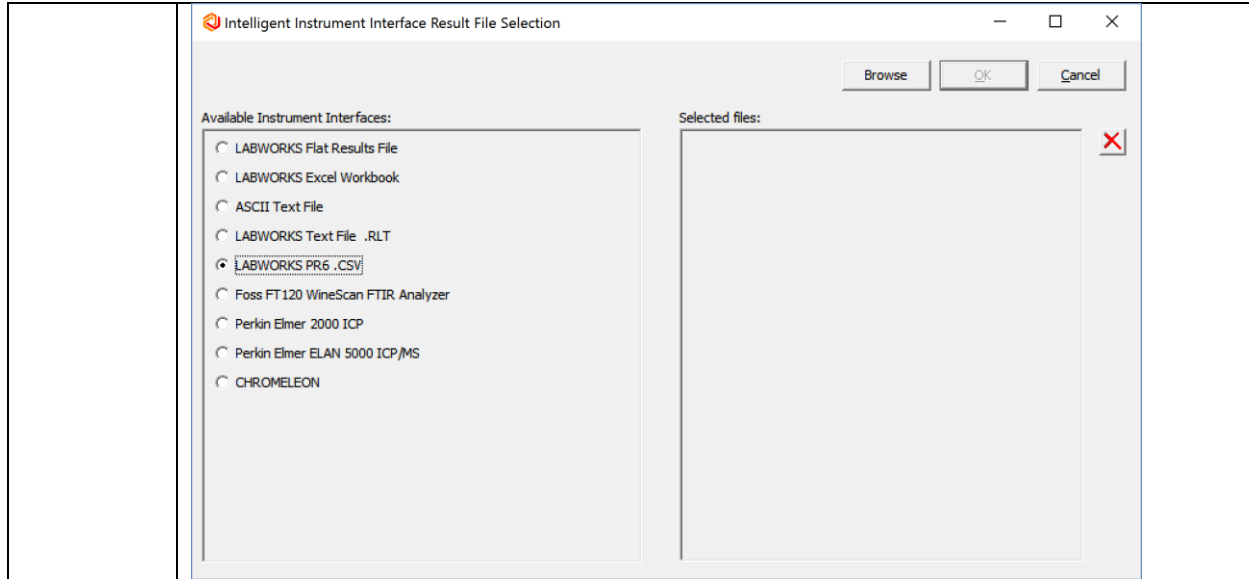 Intelligent Instrument Interface Result File Selection
Browse OK Cancel
Available Instrument Interfaces: Selected files:
LABWORKS Flat Results File
LABWORKS Excel Workbook
ASCII Text File
LABWORKS Text File .RLT
LABWORKS PR6 .CSV
Foss FT120 WineScan FTIR Analyzer
Perkin Elmer 2000 ICP
Perkin Elmer ELAN 5000 ICP/MS
CHROMELEON